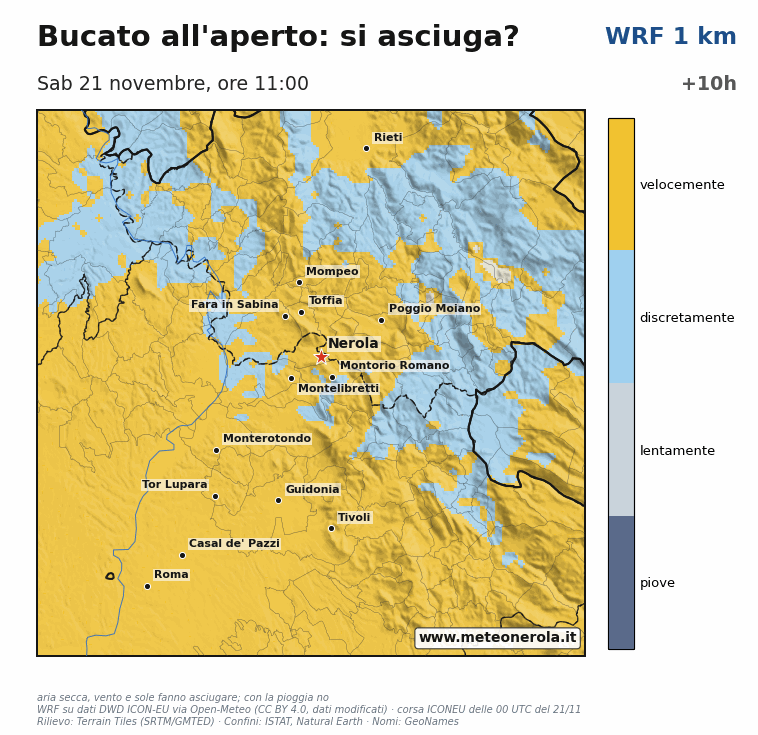 Bucato all'aperto: si asciuga?
WRF 1 km
Sab 21 novembre, ore 11:00
+10h
Rieti
velocemente
Mompeo
Fara in Sabina
Toffia
Poggio Moiano
discretamente
Nerola
Montorio Romano
Montelibretti
Monterotondo
lentamente
Tor Lupara
Guidonia
Tivoli
Casal de' Pazzi
Roma
piove
www.meteonerola.it
aria secca, vento e sole fanno asciugare; con la pioggia no
WRF su dati DWD ICON-EU via Open-Meteo (CC BY 4.0, dati modificati) · corsa ICONEU delle 00 UTC del 21/11
Rilievo: Terrain Tiles (SRTM/GMTED) · Confini: ISTAT, Natural Earth · Nomi: GeoNames